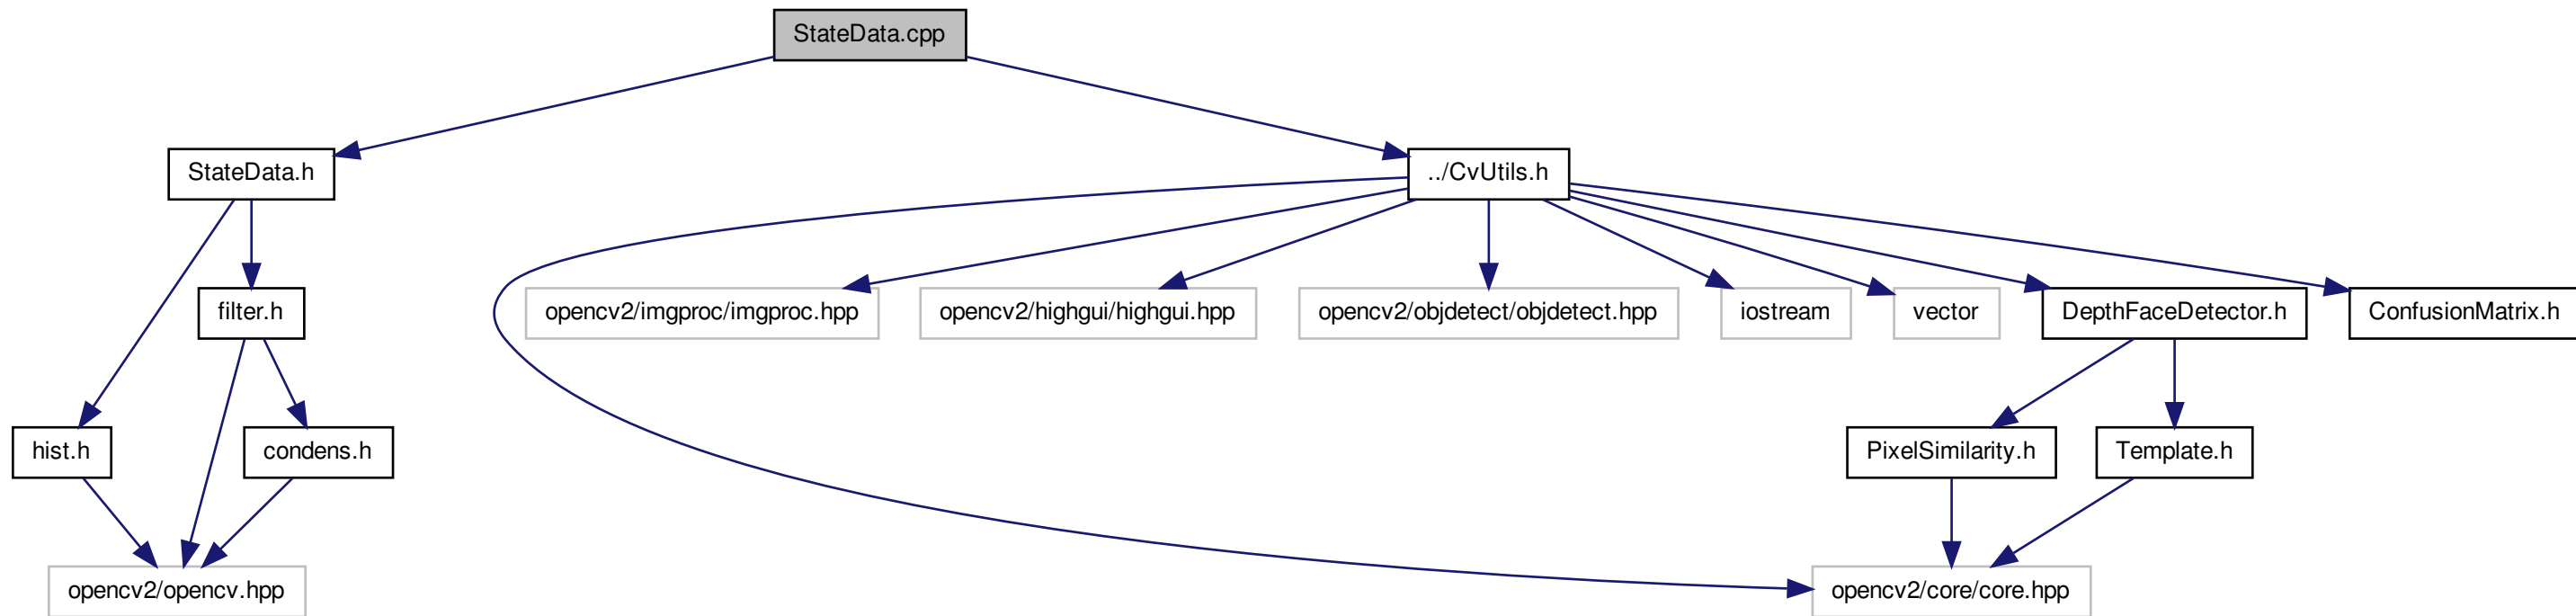 StateData.cpp
StateData.h
../CvUtils.h
filter.h
opencv2/imgproc/imgproc.hpp
opencv2/highgui/highgui.hpp
opencv2/objdetect/objdetect.hpp
iostream
vector
DepthFaceDetector.h
ConfusionMatrix.h
hist.h
condens.h
PixelSimilarity.h
Template.h
opencv2/opencv.hpp
opencv2/core/core.hpp